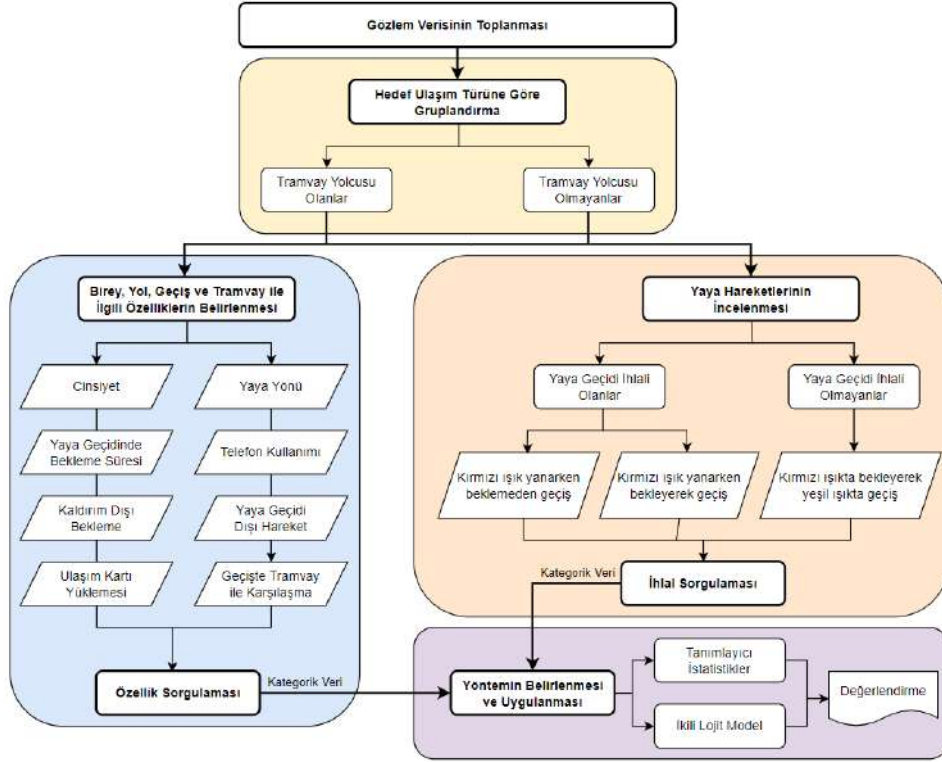 Gözlem Verisinin Toplanması
Hedef Ulaşım Türüne Göre
Gruplandırma
Tramvay Yolcusu
Olanlar
Tramvay Yolcusu
Olmayanlar
Birey, Yol, Geçiş ve Tramvay ile
İlgili Özelliklerin Belirlenmesi
Cinsiyet
Yaya Yönü
Yaya Geçidinde
Bekleme Süresi
Telefon Kullanımı
Kaldırım Dışı
Bekleme
Yaya Geçidi
Dışı Hareket
Ulaşım Kartı
Yüklemesi
Geçişte Tramvay
ile Karşılaşma
Özellik Sorgulaması
Kategorik Veri
Yaya Hareketlerinin
İncelenmesi
Yaya Geçidi İhlali
Olanlar
Yaya Geçidi İhlali
Olmayanlar
Kırmızı ışık yanarken
beklemeden geçiş
Kırmızı ışık yanarken
bekleyerek geçiş
Kırmızı ışıkta bekleyerek
yeşil ışıkta geçiş
Kategorik Veri
İhlal Sorgulaması
Yöntemin Belirlenmesi
ve Uygulanması
Tanımlayıcı
İstatistikler
İkili Lojit Model
Değerlendirme